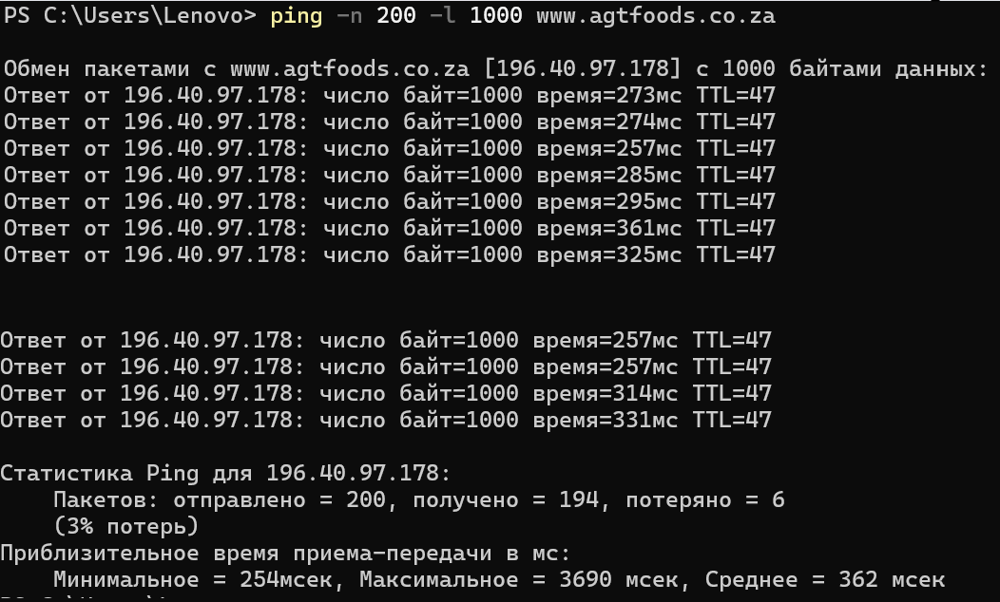 PS C:\Users\Lenovo> ping -n 200 -l 1000 www.agtfoods.co.za
Обмен пакетами с www.agtfoods.co.za [196.40.97.178] с 1000 байтами данных:
Ответ от 196.40.97.178: число байт=1000 время=273мс TTL=47
Ответ от 196.40.97.178: число байт=1000 время=274мс TTL=47
Ответ от 196.40.97.178: число байт=1000 время=257мс TTL=47
Ответ от 196.40.97.178: число байт=1000 время=285мс TTL=47
Ответ от 196.40.97.178: число байт=1000 время=295мс TTL=47
Ответ от 196.40.97.178: число байт=1000 время=361мс TTL=47
Ответ от 196.40.97.178: число байт=1000 время=325мс TTL=47
Ответ от 196.40.97.178: число байт=1000 время=257мс TTL=47
Ответ от 196.40.97.178: число байт=1000 время=257мс TTL=47
Ответ от 196.40.97.178: число байт=1000 время=314мс TTL=47
Ответ от 196.40.97.178: число байт=1000 время=331мс TTL=47
Статистика Ping для 196.40.97.178:
Пакетов: отправлено = 200, получено = 194, потеряно = 6
(3% потерь)
Приблизительное время приема-передачи в мс:
Минимальное = 254мсек, Максимальное = 3690 мсек, Среднее = 362 мсек